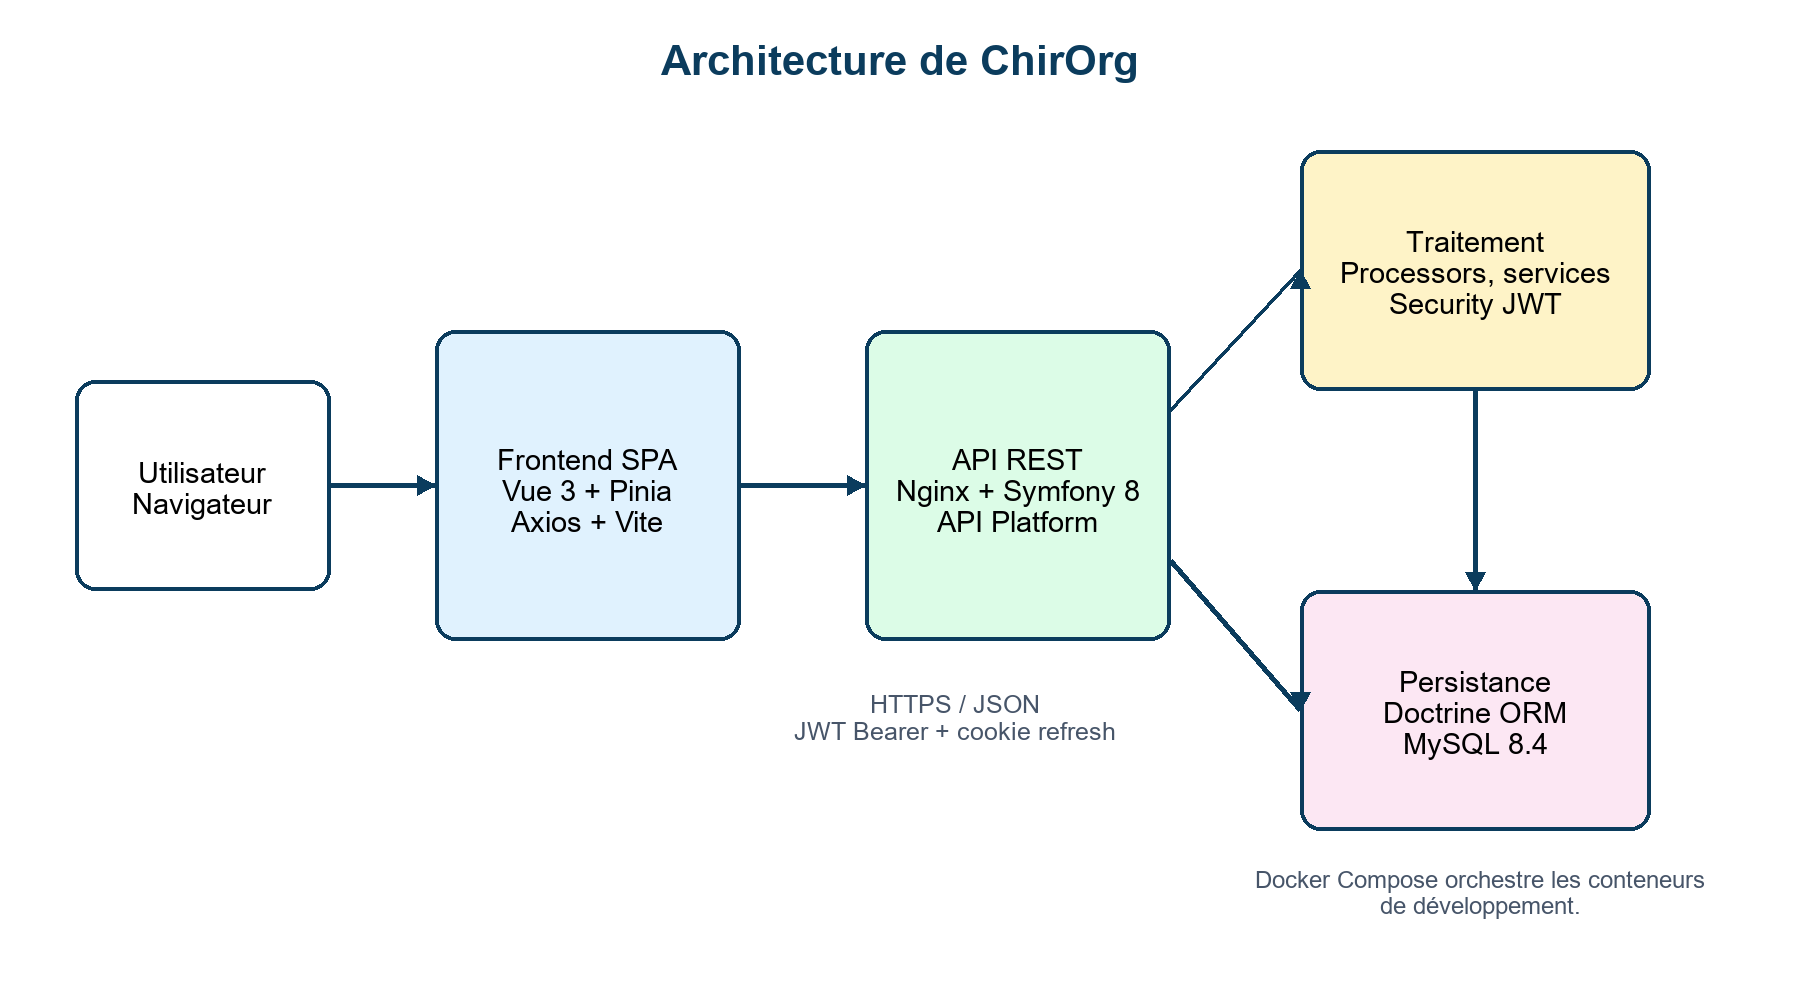 Architecture de ChirOrg
Utilisateur
Navigateur
Frontend SPA
Vue 3 + Pinia
Axios + Vite
API REST
Nginx + Symfony 8
API Platform
HTTPS / JSON
JWT Bearer + cookie refresh
Traitement
Processors, services
Security JWT
Persistance
Doctrine ORM
MySQL 8.4
Docker Compose orchestre les conteneurs
de développement.